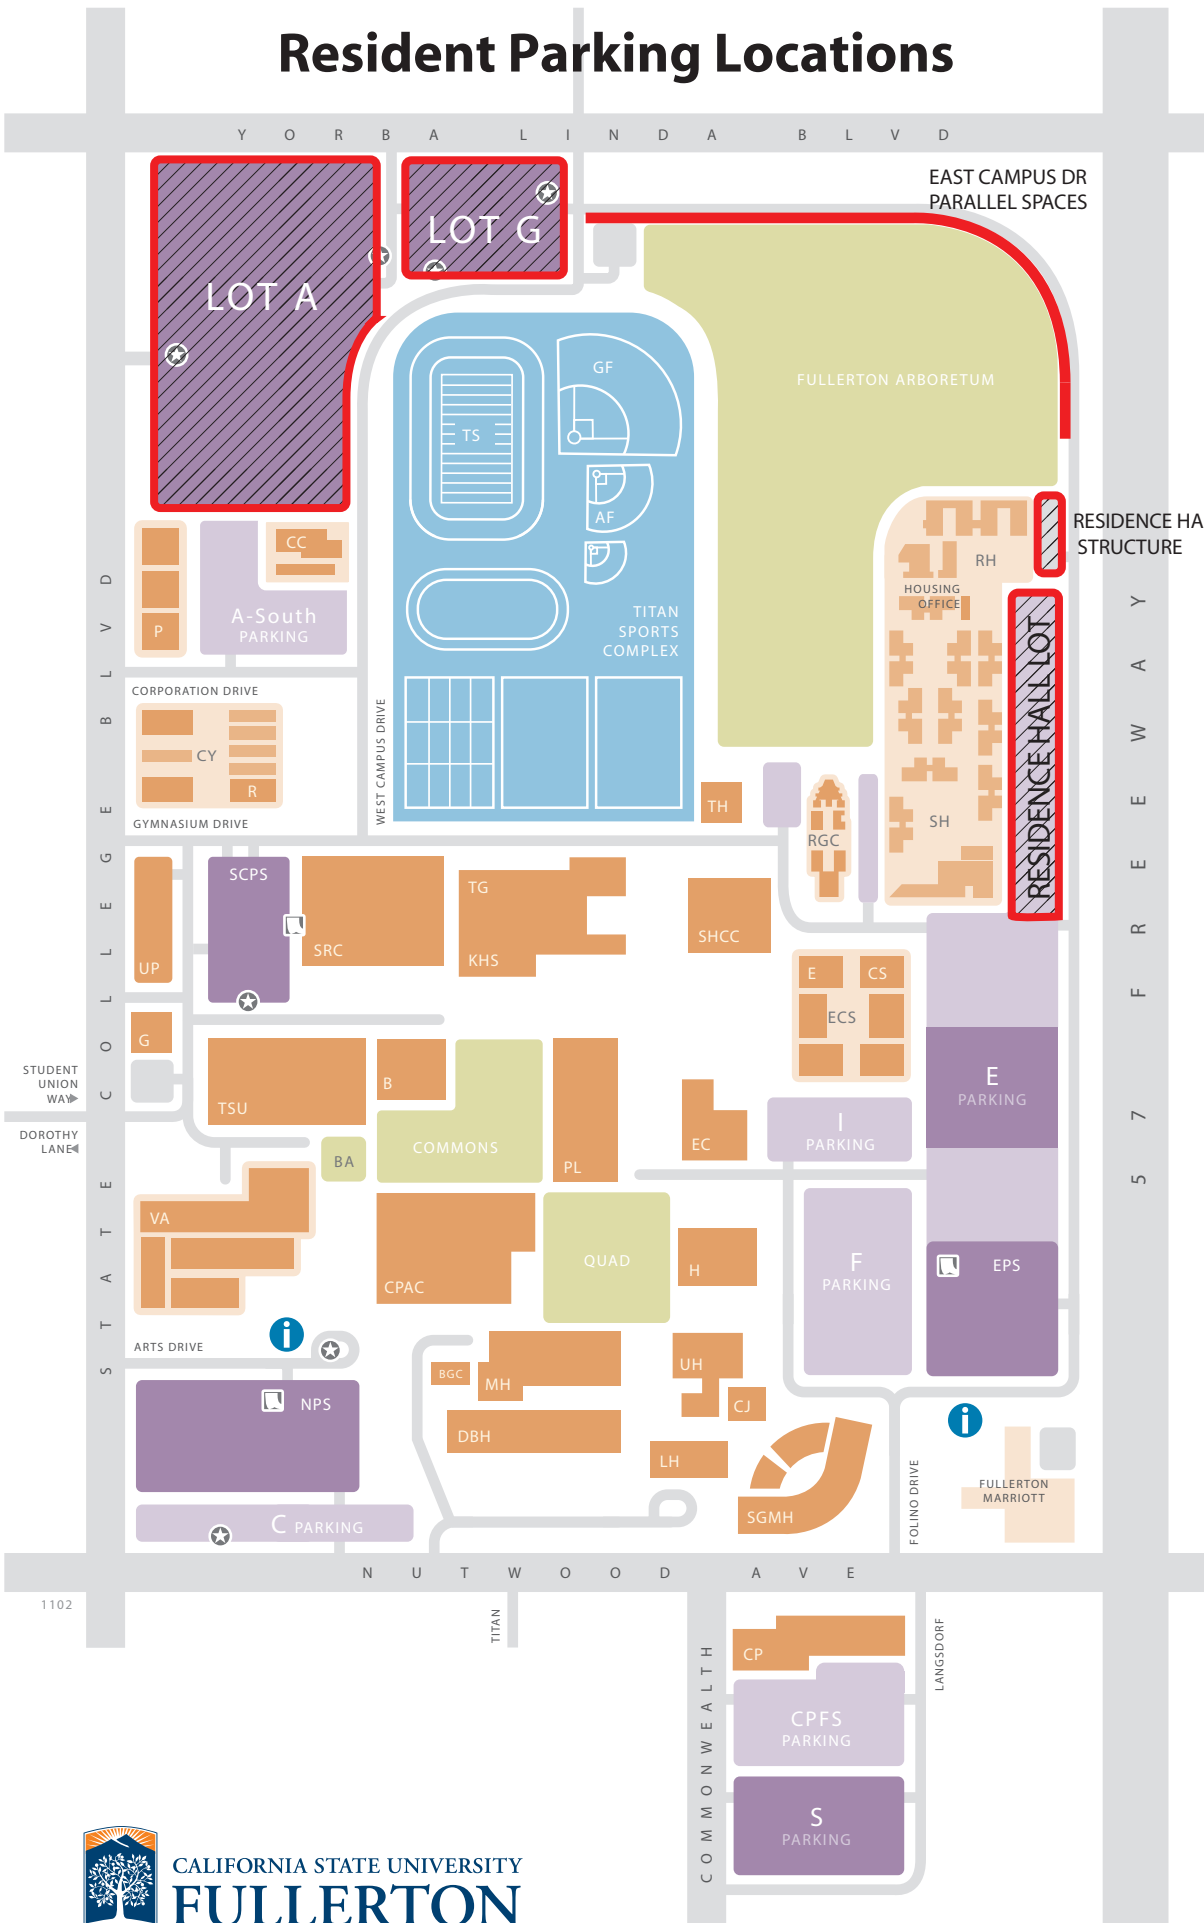 Resident Parking Locations
YORBA LINDA BLVD
EAST CAMPUS DR
PARALLEL SPACES
LOT G
LOT A
GF
TS
FULLERTON ARBORETUM
AF
RESIDENCE HA
STRUCTURE
CC
RH
HOUSING
OFFICE
A-South
PARKING
P
TITAN
SPORTS
COMPLEX
CORPORATION DRIVE
WEST CAMPUS DRIVE
CY
R
RESIDENCE HALL LOT
TH
GYMNASIUM DRIVE
RGC
SH
SCPS
TG
SRC
KHS
SHCC
UP
E
CS
ECS
G
STUDENT
UNION
WAY
B
TSU
E
PARKING
I
PARKING
DOROTHY
LANE
BA
COMMONS
PL
EC
STATE COLLEGE BLVD
57 FREEWAY
VA
CPAC
QUAD
H
F
PARKING
EPS
i
ARTS DRIVE
BGC
MH
UH
NPS
CJ
i
DBH
LH
FULLERTON
MARRIOTT
SGMH
C PARKING
FOLINO DRIVE
NUTWOOD AVE
1102
TITAN
COMMONWEALTH
LANGSDORF
CP
CPFS
PARKING
S
PARKING
CALIFORNIA STATE UNIVERSITY
FULLERTON